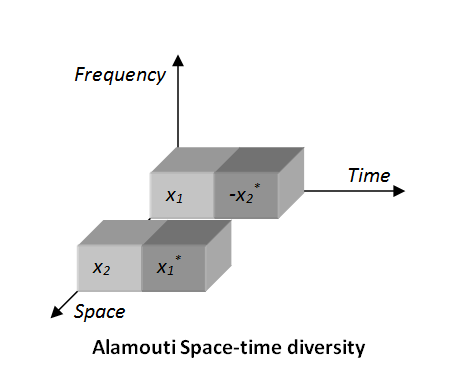 Frequency
Time
x1 -x2*
x2 x1*
Space
Alamouti Space-time diversity